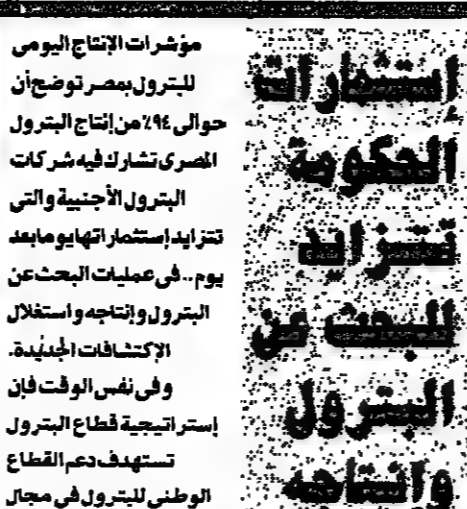 إستثمارات
الحكومة
تتزايد
للبحث عن
البترول
وانتاجه
مؤشرات الإنتاج اليومى
للبترول بمصر توضح أن
حوالى ٩٤٪ من إنتاج البترول
المصرى تشارك فيه شركات
البترول الأجنبية والتى
تتزايد إستثماراتها يوما بعد
يوم .. فى عمليات البحث عن
البترول وإنتاجه واستغلال
الإكتشافات الجديدة.
وفى نفس الوقت فإن
إستراتيجية قطاع البترول
تستهدف دعم القطاع
الوطنى للبترول فى مجال